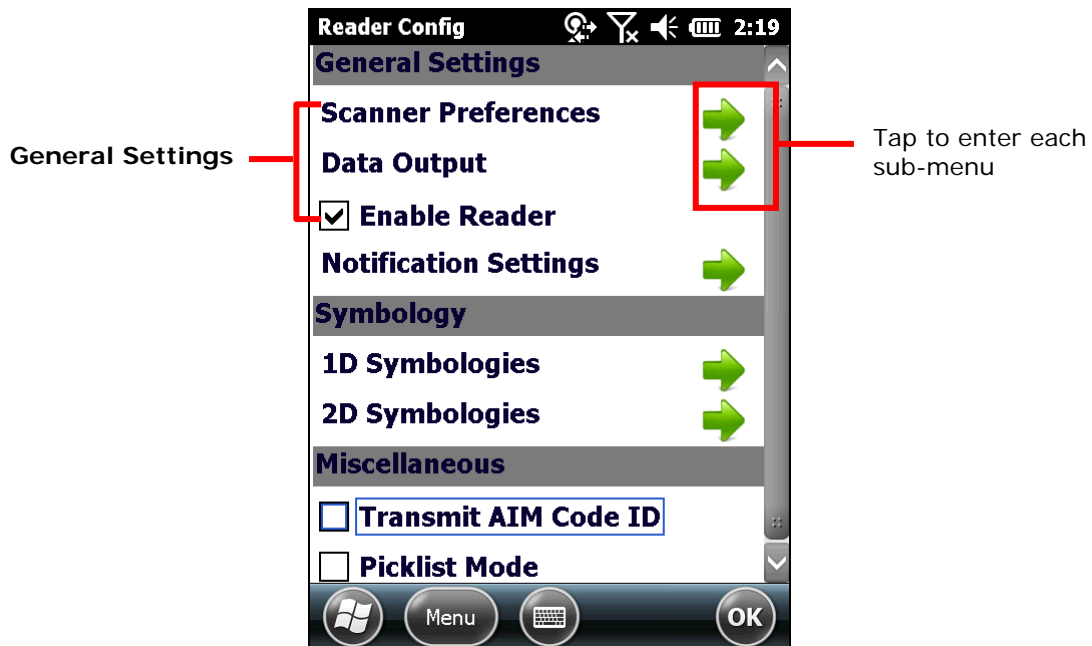 Reader Config 2:19
General Settings
Scanner Preferences
Data Output
Enable Reader
Notification Settings
Symbology
1D Symbologies
2D Symbologies
Miscellaneous
Transmit AIM Code ID
Picklist Mode
Menu
OK
General Settings
Tap to enter each
sub-menu